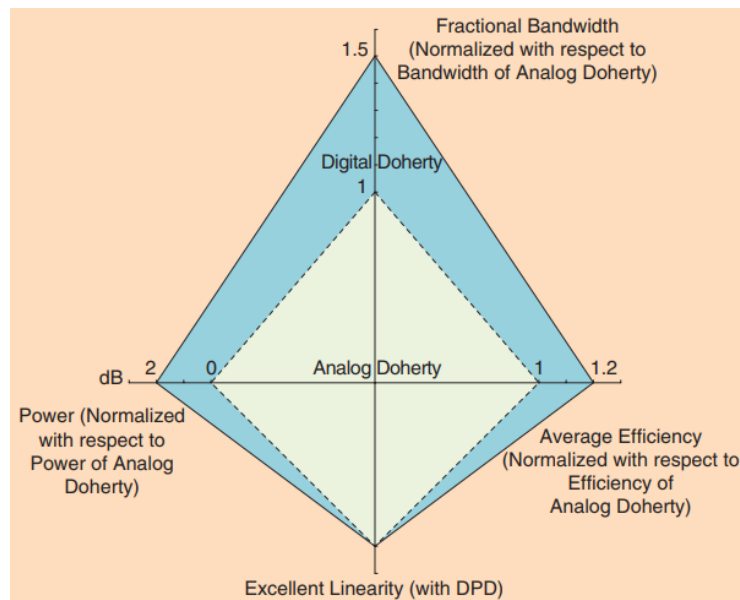 Fractional Bandwidth
(Normalized with respect to
Bandwidth of Analog Doherty)
1.5
Digital Doherty
1
Analog Doherty
dB
2
0
1
1.2
Power (Normalized
with respect to
Power of Analog
Doherty)
Average Efficiency
(Normalized with respect to
Efficiency of
Analog Doherty)
Excellent Linearity (with DPD)